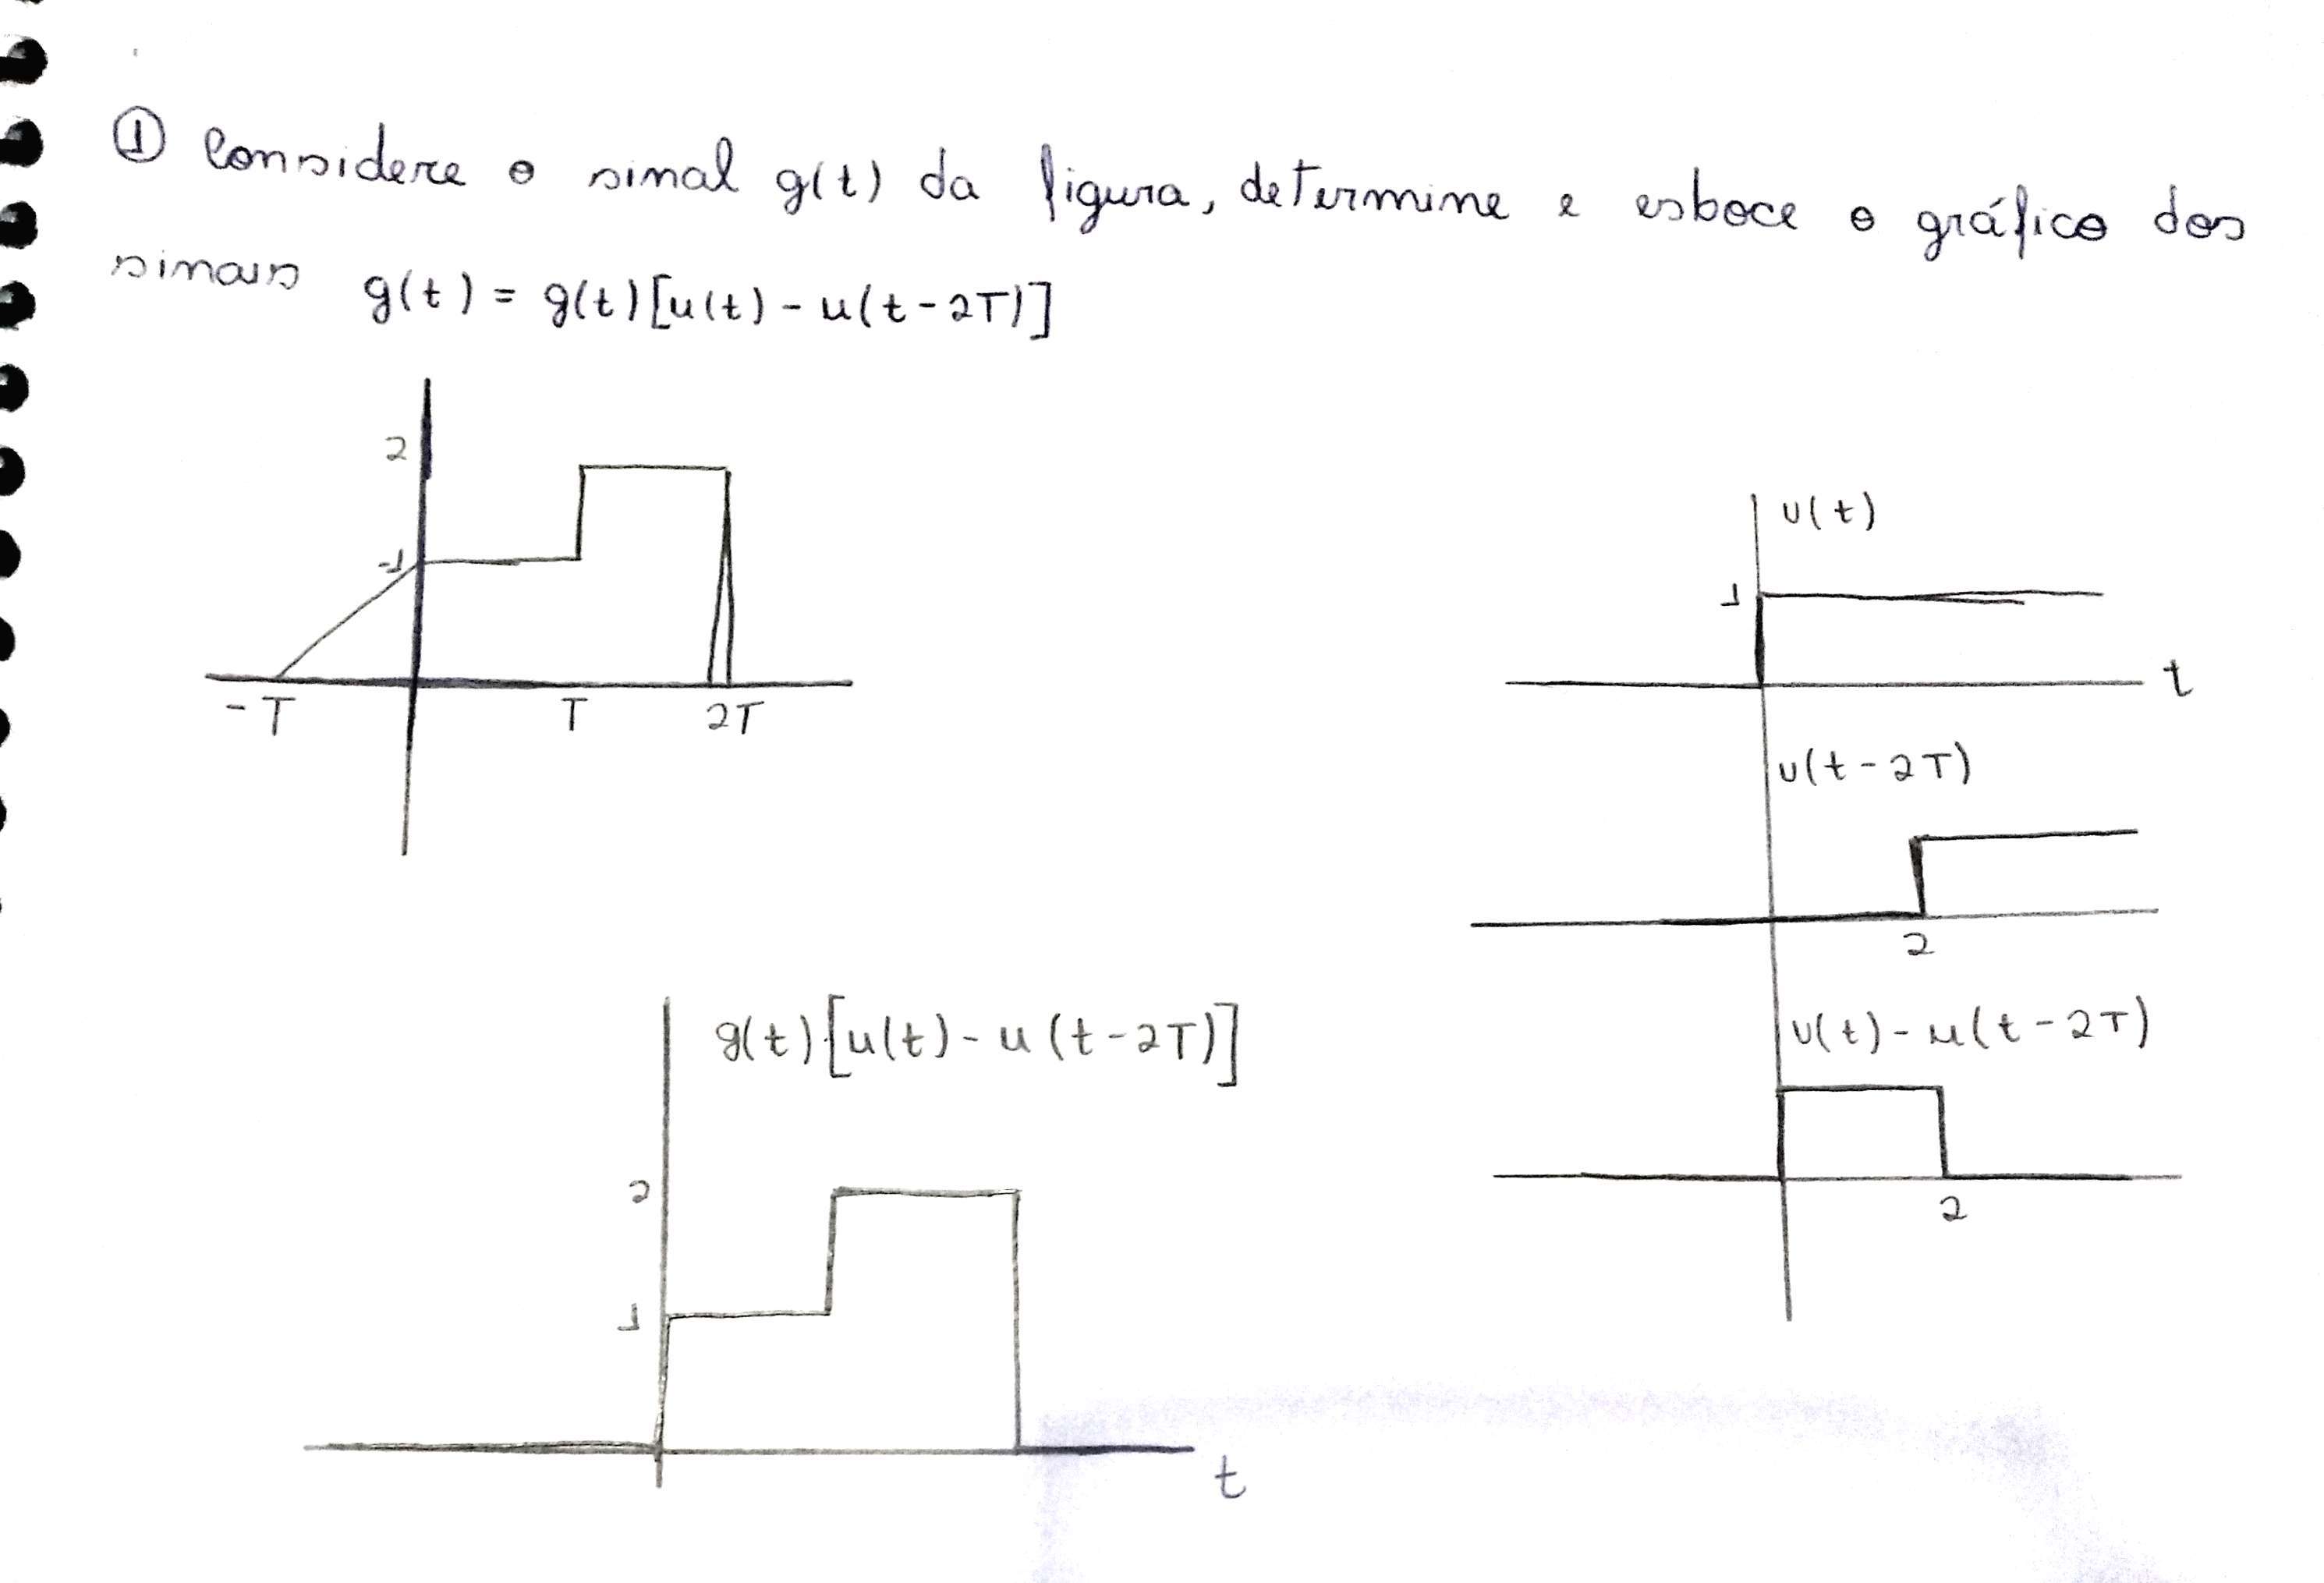 ① Considere o sinal g(t) da figura, determine e esboce o gráfico dos
sinais g(t) = g(t)[u(t) - u(t-2T)]
2
-1
-T
T
2T
u(t)
1
t
u(t-2T)
2
u(t) - u(t-2T)
2
g(t)·[u(t) - u(t-2T)]
2
1
t